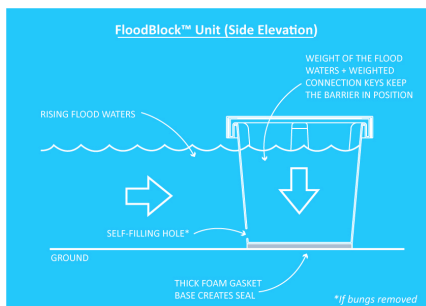 FloodBlock™ Unit (Side Elevation)
WEIGHT OF THE FLOOD
WATERS + WEIGHTED
CONNECTION KEYS KEEP
THE BARRIER IN POSITION
RISING FLOOD WATERS
SELF-FILLING HOLE*
GROUND
THICK FOAM GASKET
BASE CREATES SEAL
*If bungs removed